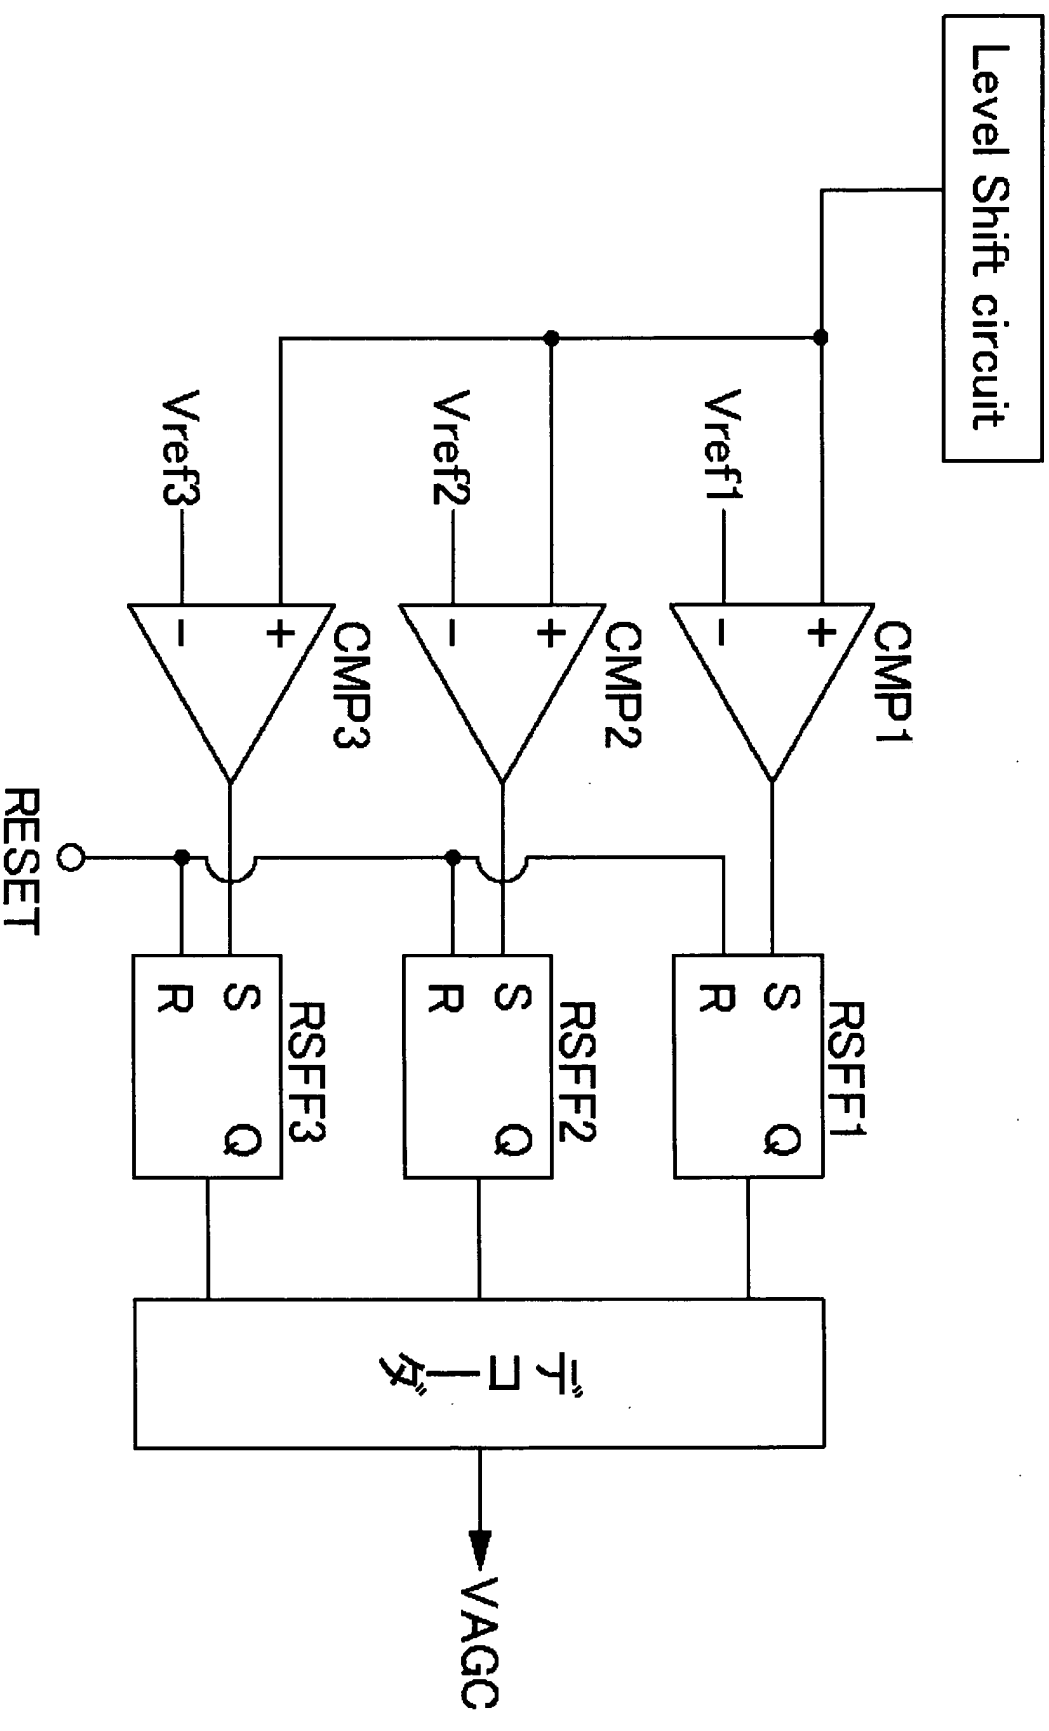 Level Shift circuit
CMP1
Vref1
+
-
RSFF1
S
R
Q
CMP2
Vref2
+
-
RSFF2
S
R
Q
CMP3
Vref3
+
-
RSFF3
S
R
Q
RESET
デコーダ
VAGC